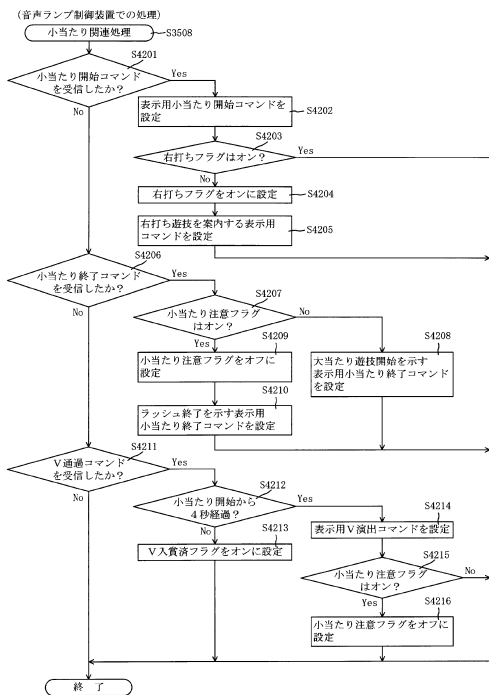 (音声ランプ制御装置での処理)
小当たり関連処理
S3508
S4201
小当たり開始コマンド
を受信したか?
Yes
No
表示用小当たり開始コマンドを
設定
S4202
S4203
右打ちフラグはオン?
Yes
No
右打ちフラグをオンに設定
S4204
右打ち遊技を案内する表示用
コマンドを設定
S4205
S4206
小当たり終了コマンド
を受信したか?
Yes
No
S4207
小当たり注意フラグ
はオン?
No
Yes
S4209
小当たり注意フラグをオフに
設定
S4208
大当たり遊技開始を示す
表示用小当たり終了コマンド
を設定
S4210
ラッシュ終了を示す表示用
小当たり終了コマンドを設定
S4211
V通過コマンド
を受信したか?
Yes
No
S4212
小当たり開始から
4秒経過?
Yes
No
S4213
V入賞済フラグをオンに設定
S4214
表示用V演出コマンドを設定
S4215
小当たり注意フラグ
はオン?
No
Yes
S4216
小当たり注意フラグをオフに
設定
終 了